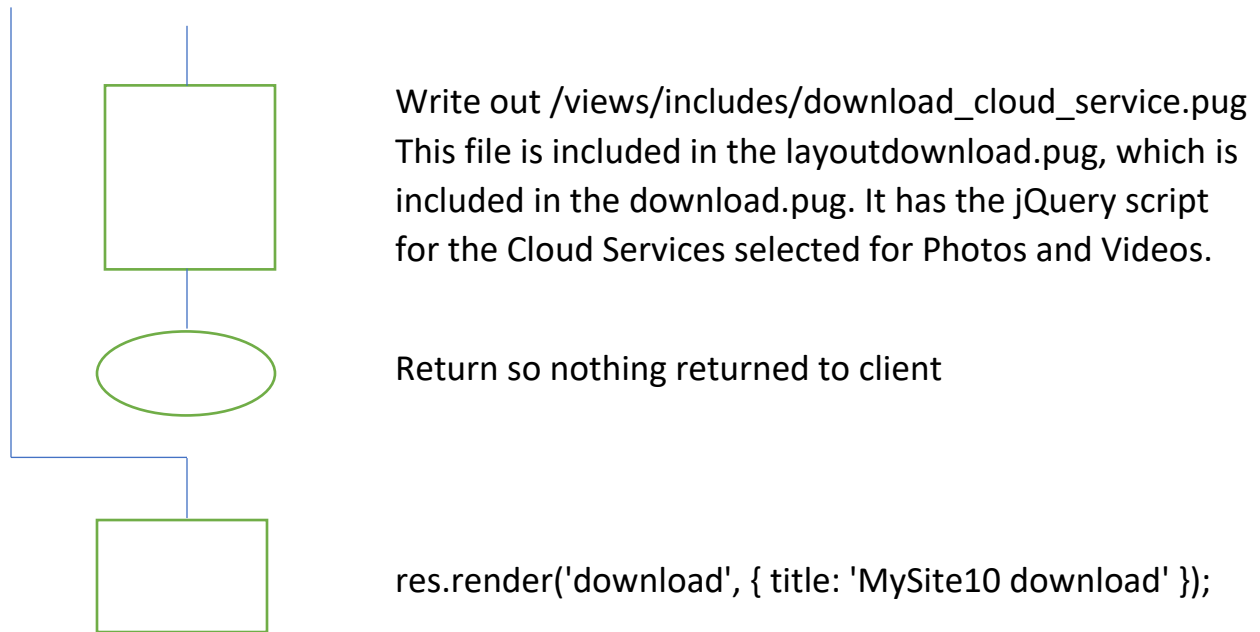 Write out /views/includes/download_cloud_service.pug
This file is included in the layoutdownload.pug, which is
included in the download.pug. It has the jQuery script
for the Cloud Services selected for Photos and Videos.
Return so nothing returned to client
res.render('download', { title: 'MySite10 download' });